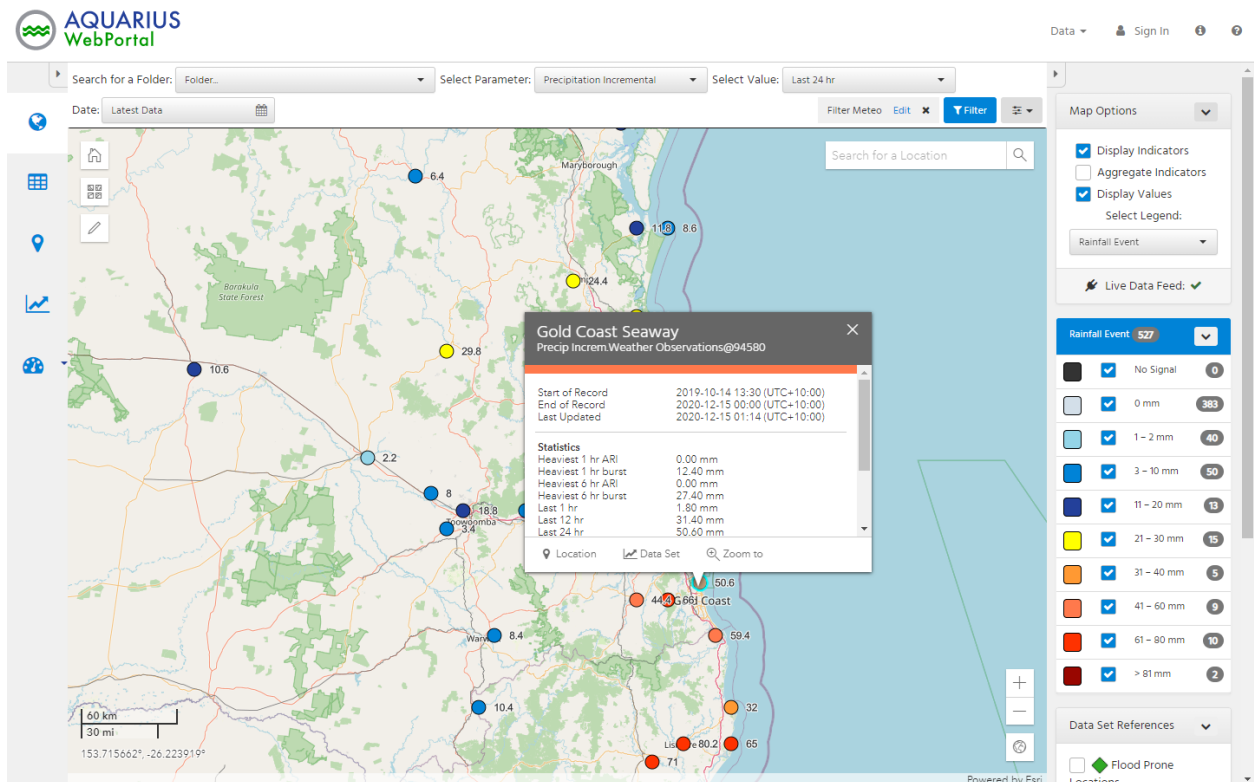 AQUARIUS
WebPortal
Data
Sign In
Search for a Folder: Folder...
Select Parameter: Precipitation Incremental
Select Value: Last 24 hr
Date: Latest Data
Filter Meteo Edit
Filter
Search for a Location
Maryborough
6.4
11.8
8.6
Barakula
State Forest
24.4
29.8
10.6
2.2
8
18.8
Toowoomba
3.4
Gold Coast Seaway
Precip Increm.Weather Observations@94580
Start of Record 2019-10-14 13:30 (UTC+10:00)
End of Record 2020-12-15 00:00 (UTC+10:00)
Last Updated 2020-12-15 01:14 (UTC+10:00)
Statistics
Heaviest 1 hr ARI 0.00 mm
Heaviest 1 hr burst 12.40 mm
Heaviest 6 hr ARI 0.00 mm
Heaviest 6 hr burst 27.40 mm
Last 1 hr 1.80 mm
Last 12 hr 31.40 mm
Last 24 hr 50.60 mm
Location
Data Set
Zoom to
50.6
Coast
8.4
59.4
10.4
32
80.2
65
71
60 km
30 mi
153.715662°, -26.223919°
Powered by Esri
Map Options
Display Indicators
Aggregate Indicators
Display Values
Select Legend:
Rainfall Event
Live Data Feed:
Rainfall Event 527
No Signal 0
0 mm 383
1 – 2 mm 40
3 – 10 mm 50
11 – 20 mm 13
21 – 30 mm 15
31 – 40 mm 5
41 – 60 mm 9
61 – 80 mm 10
> 81 mm 2
Data Set References
Flood Prone
Locations